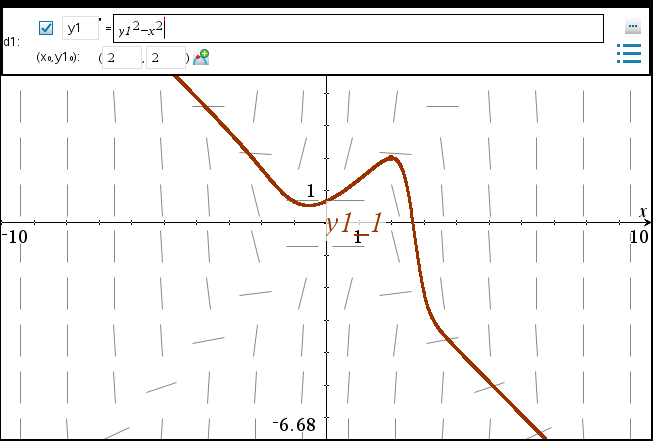 y1 ' = y1²−x²
d1:
(x₀,y1₀): (2 , 2)
1
x
y1_1
-10
1
10
-6.68